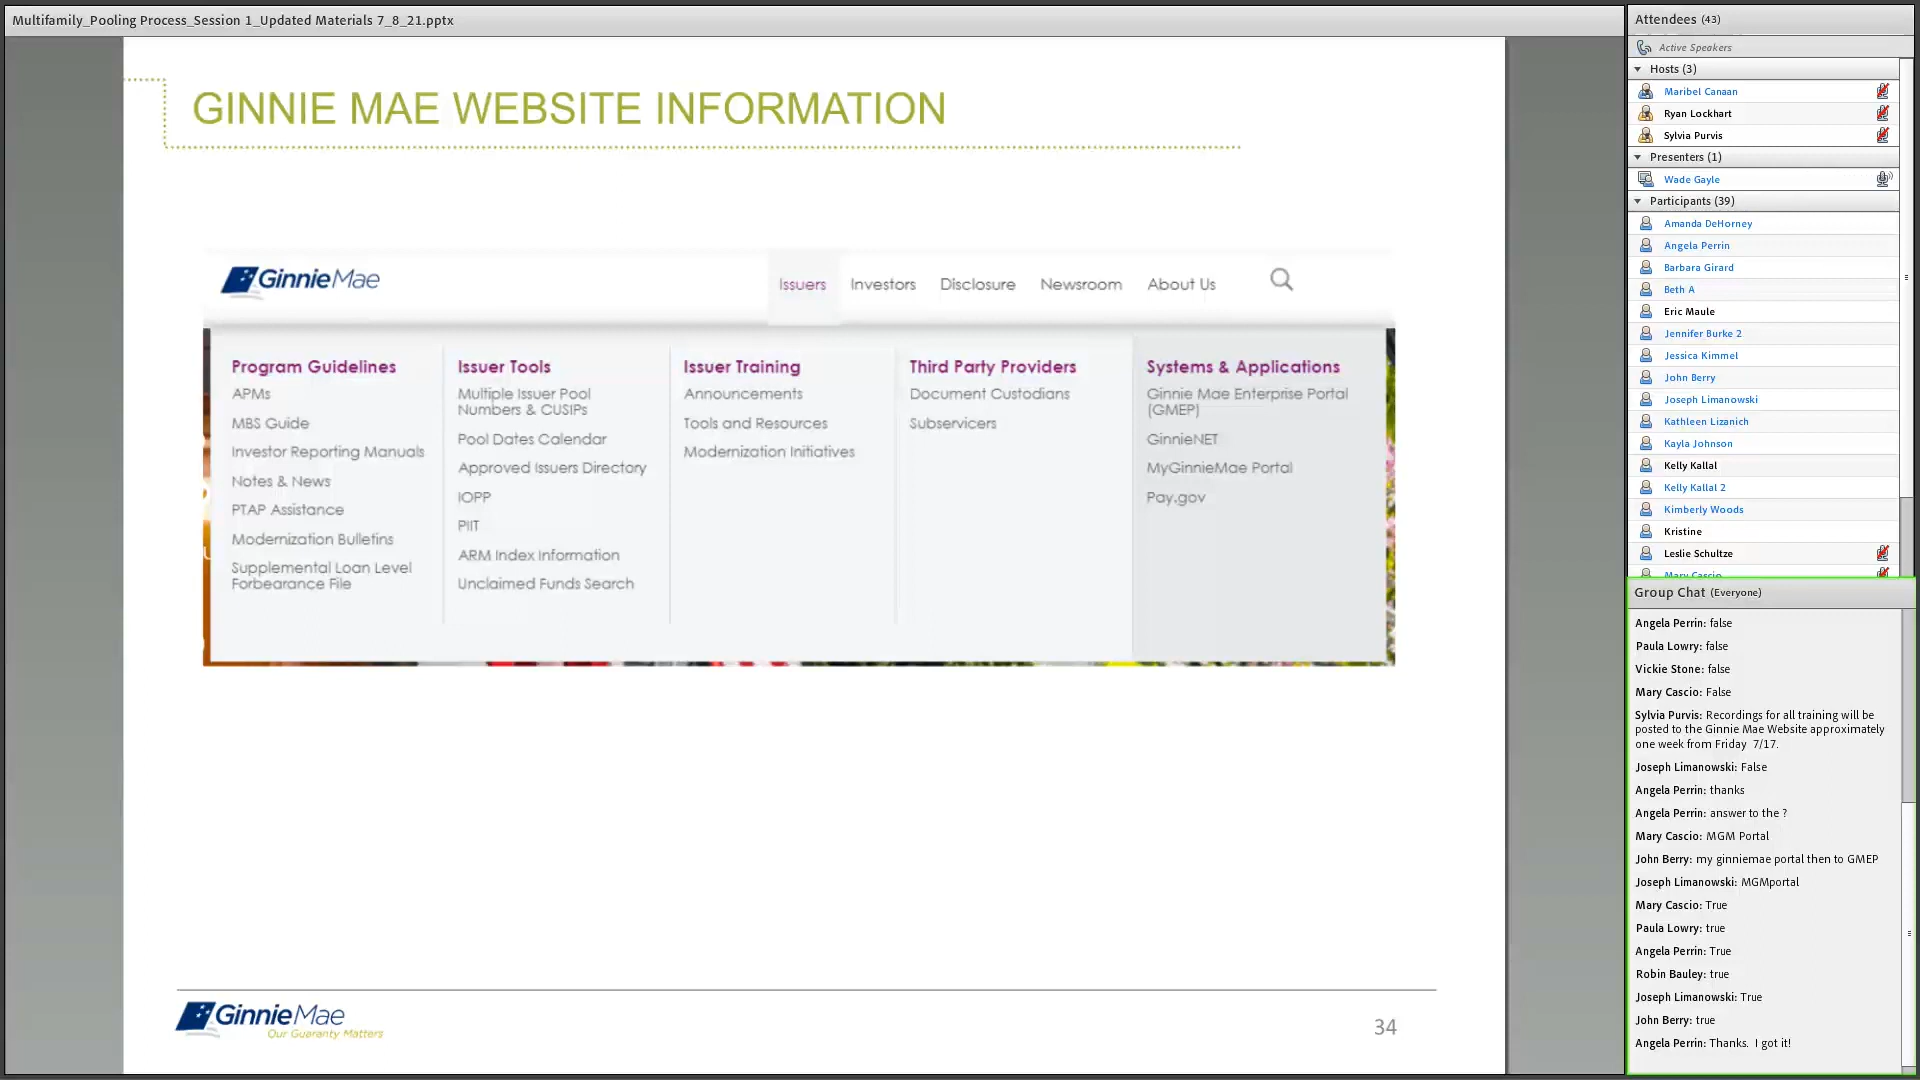 Multifamily_Pooling Process_Session 1_Updated Materials 7_8_21.pptx
GINNIE MAE WEBSITE INFORMATION
GinnieMae
Issuers
Investors
Disclosure
Newsroom
About Us
Program Guidelines
APMs
MBS Guide
Investor Reporting Manuals
Notes & News
PTAP Assistance
Modernization Bulletins
Supplemental Loan Level
Forbearance File
Issuer Tools
Multiple Issuer Pool
Numbers & CUSIPs
Pool Dates Calendar
Approved Issuers Directory
IOPP
PIIT
ARM Index Information
Unclaimed Funds Search
Issuer Training
Announcements
Tools and Resources
Modernization Initiatives
Third Party Providers
Document Custodians
Subservicers
Systems & Applications
Ginnie Mae Enterprise Portal
(GMEP)
GinnieNET
MyGinnieMae Portal
Pay.gov
GinnieMae
Our Guaranty Matters
34
Attendees (43)
Active Speakers
Hosts (3)
Maribel Canaan
Ryan Lockhart
Sylvia Purvis
Presenters (1)
Wade Gayle
Participants (39)
Amanda DeHorney
Angela Perrin
Barbara Girard
Beth A
Eric Maule
Jennifer Burke 2
Jessica Kimmel
John Berry
Joseph Limanowski
Kathleen Lizanich
Kayla Johnson
Kelly Kallal
Kelly Kallal 2
Kimberly Woods
Kristine
Leslie Schultze
Mary Cascio
Group Chat (Everyone)
Angela Perrin: false
Paula Lowry: false
Vickie Stone: false
Mary Cascio: False
Sylvia Purvis: Recordings for all training will be
posted to the Ginnie Mae Website approximately
one week from Friday 7/17.
Joseph Limanowski: False
Angela Perrin: thanks
Angela Perrin: answer to the ?
Mary Cascio: MGM Portal
John Berry: my ginniemae portal then to GMEP
Joseph Limanowski: MGMportal
Mary Cascio: True
Paula Lowry: true
Angela Perrin: True
Robin Bauley: true
Joseph Limanowski: True
John Berry: true
Angela Perrin: Thanks. I got it!